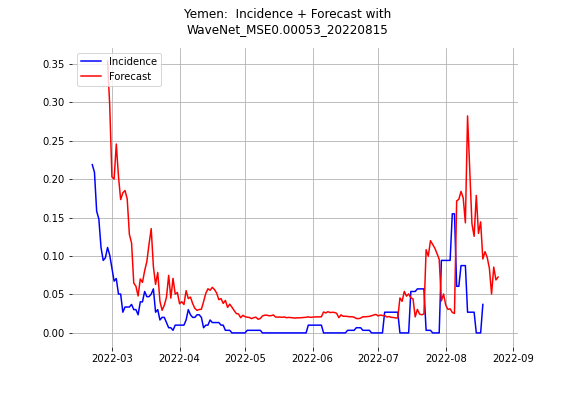 Yemen:  Incidence + Forecast with
WaveNet_MSE0.00053_20220815
Incidence
Forecast
0.35
0.30
0.25
0.20
0.15
0.10
0.05
0.00
2022-03 2022-04 2022-05 2022-06 2022-07 2022-08 2022-09